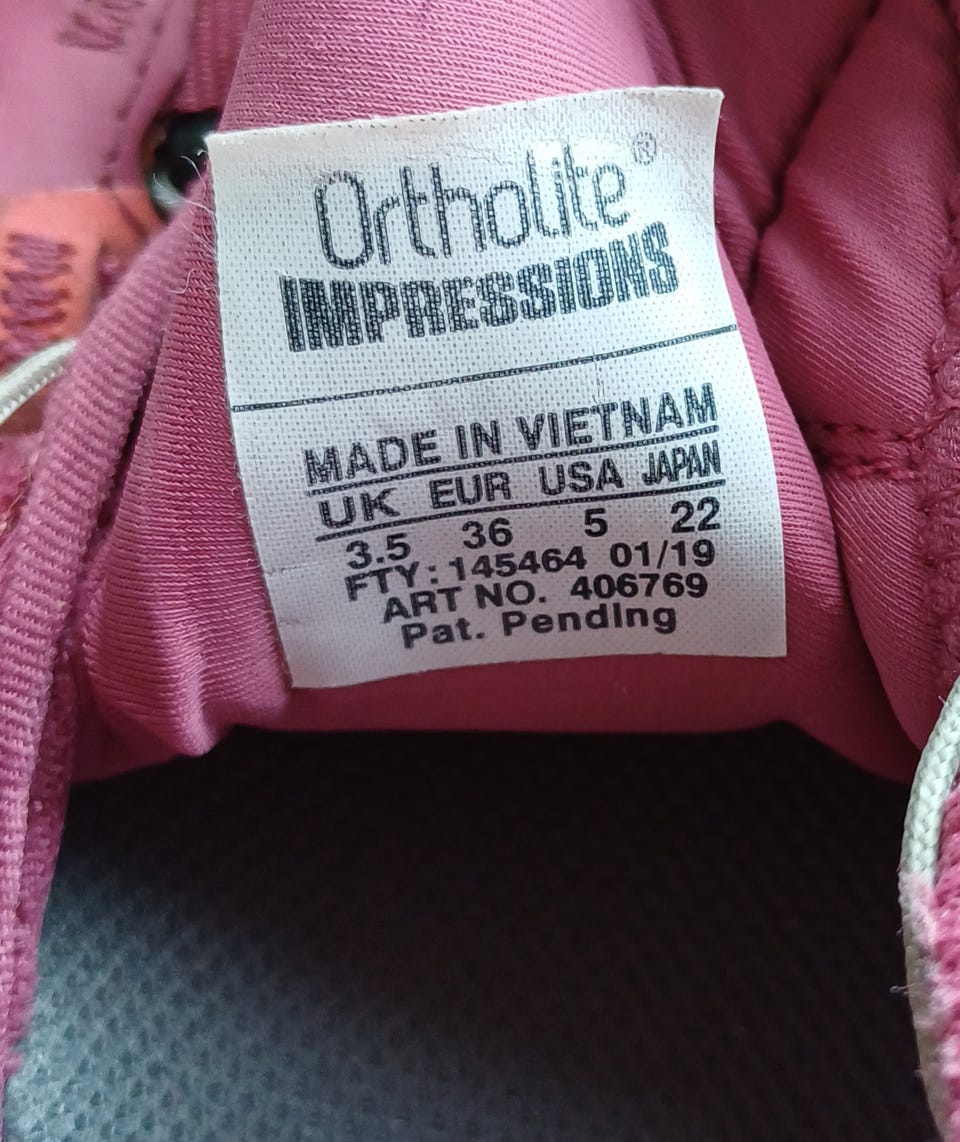 Ortholite®
IMPRESSIONS
MADE IN VIETNAM
UK EUR USA JAPAN
3.5 36 5 22
FTY: 145464 01/19
ART NO. 406769
Pat. Pending